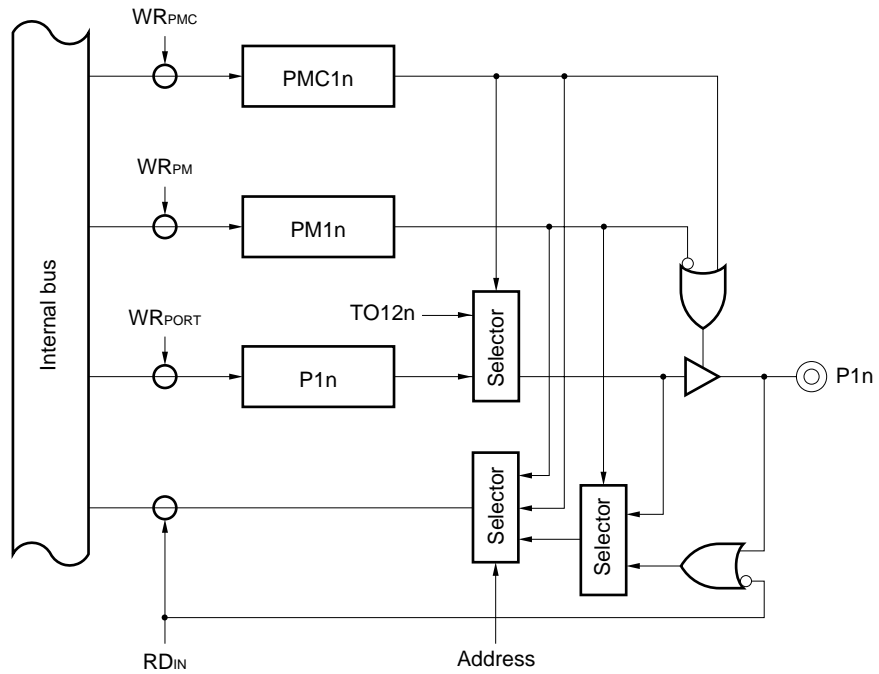 WRPMC
PMC1n
WRPM
PM1n
Internal bus
TO12n
Selector
WRPORT
P1n
P1n
Selector
Selector
RDIN
Address